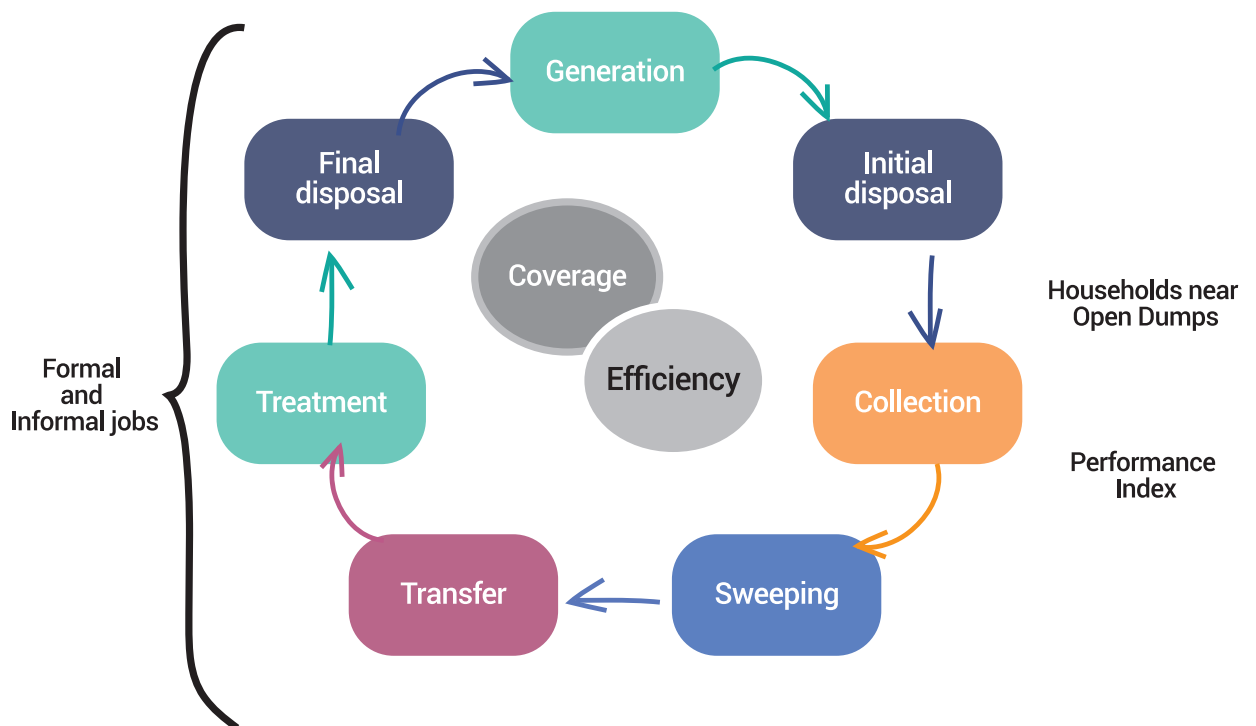 Generation
Initial
disposal
Final
disposal
Coverage
Households near
Open Dumps
Efficiency
Formal
and
Informal jobs
Treatment
Collection
Performance
Index
Transfer
Sweeping